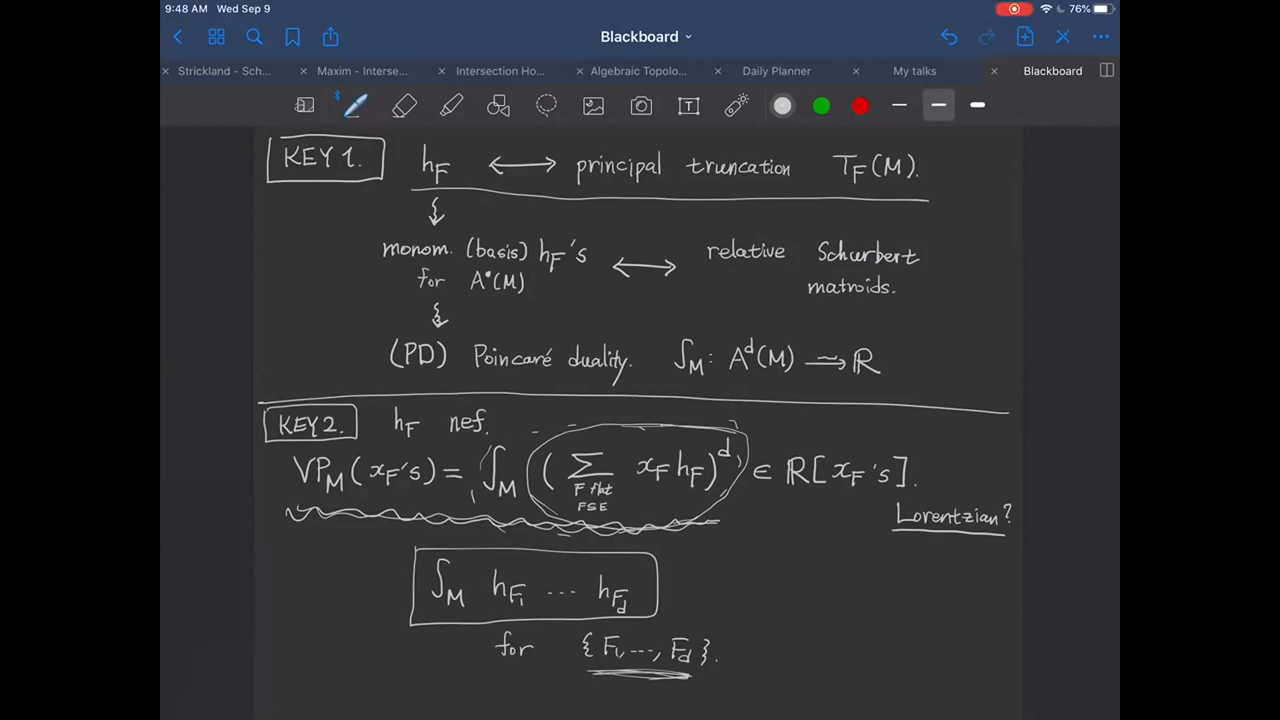 9:48 AM Wed Sep 9 76%
Blackboard
Strickland - Sch... Maxim - Interse... Intersection Ho... Algebraic Topolo... Daily Planner My talks Blackboard
KEY 1. h_F ⟷ principal truncation T_F(M).
monom. (basis) h_F's ⟷ relative Schurbert
for A^•(M) matroids.
(PD) Poincaré duality. ∫_M : A^d(M) ⥲ ℝ
KEY 2. h_F nef.
VP_M(x_F's) = ∫_M ( ∑_{F flat F⊊E} x_F h_F )^d ∈ ℝ[x_F's].
Lorentzian?
∫_M h_{F_1} ... h_{F_d}
for {F_1, ..., F_d}.